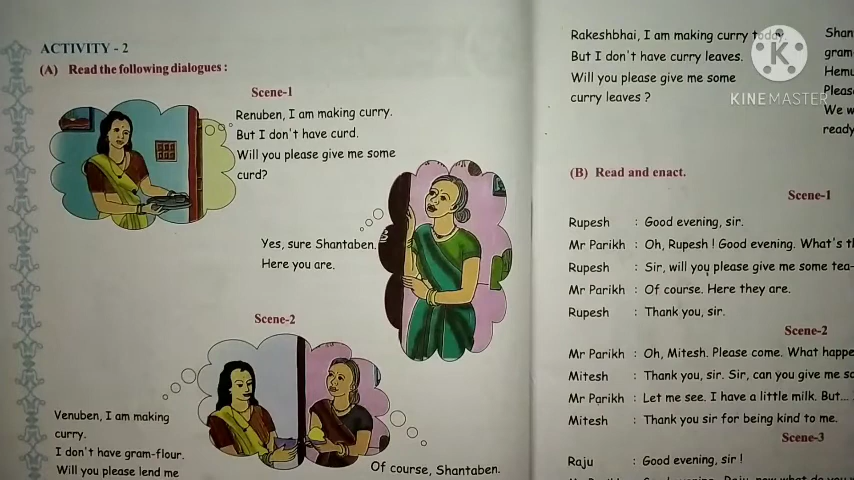 ACTIVITY - 2
(A) Read the following dialogues :
Scene-1
Renuben, I am making curry.
But I don't have curd.
Will you please give me some
curd?
Yes, sure Shantaben.
Here you are.
Scene-2
Venuben, I am making
curry.
I don't have gram-flour.
Will you please lend me
Of course, Shantaben.
Rakeshbhai, I am making curry today.
But I don't have curry leaves.
Will you please give me some
curry leaves ?
KINEMASTER
Shan
gram
Hemu
Pleas
We w
ready
(B) Read and enact.
Scene-1
Rupesh : Good evening, sir.
Mr Parikh : Oh, Rupesh ! Good evening. What's th
Rupesh : Sir, will you please give me some tea-
Mr Parikh : Of course. Here they are.
Rupesh : Thank you, sir.
Scene-2
Mr Parikh : Oh, Mitesh. Please come. What happe
Mitesh : Thank you, sir. Sir, can you give me so
Mr Parikh : Let me see. I have a little milk. But...
Mitesh : Thank you sir for being kind to me.
Scene-3
Raju : Good evening, sir !